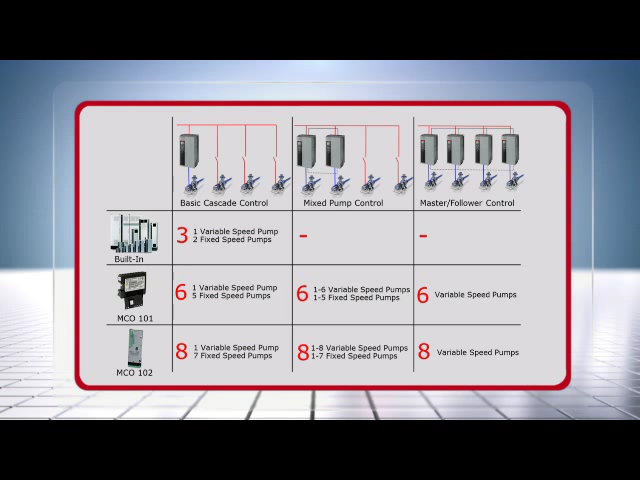 Basic Cascade Control
Mixed Pump Control
Master/Follower Control
Built-In
3
1 Variable Speed Pump
2 Fixed Speed Pumps
-
-
MCO 101
6
1 Variable Speed Pump
5 Fixed Speed Pumps
6
1-6 Variable Speed Pumps
1-5 Fixed Speed Pumps
6
Variable Speed Pumps
MCO 102
8
1 Variable Speed Pump
7 Fixed Speed Pumps
8
1-8 Variable Speed Pumps
1-7 Fixed Speed Pumps
8
Variable Speed Pumps